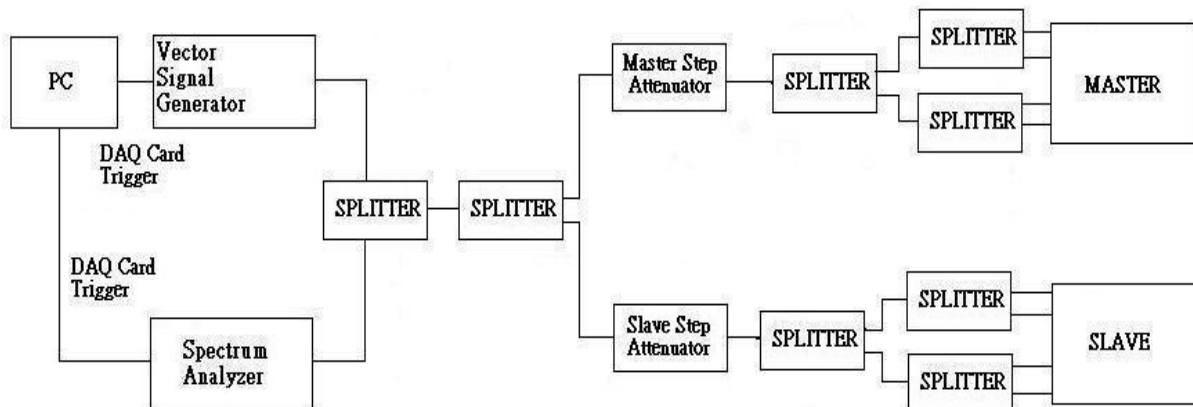 PC
Vector
Signal
Generator
DAQ Card
Trigger
DAQ Card
Trigger
Spectrum
Analyzer
SPLITTER
SPLITTER
Master Step
Attenuator
SPLITTER
SPLITTER
SPLITTER
MASTER
Slave Step
Attenuator
SPLITTER
SPLITTER
SPLITTER
SLAVE